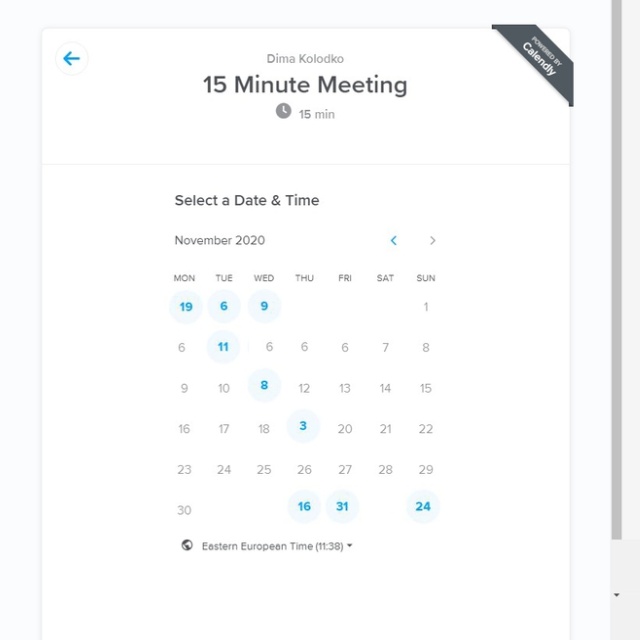 POWERED BY
Calendly
Dima Kolodko
15 Minute Meeting
15 min
Select a Date & Time
November 2020
MON TUE WED THU FRI SAT SUN
19 6 9 1
6 11 6 6 6 7 8
9 10 8 12 13 14 15
16 17 18 3 20 21 22
23 24 25 26 27 28 29
30 16 31 24
Eastern European Time (11:38)